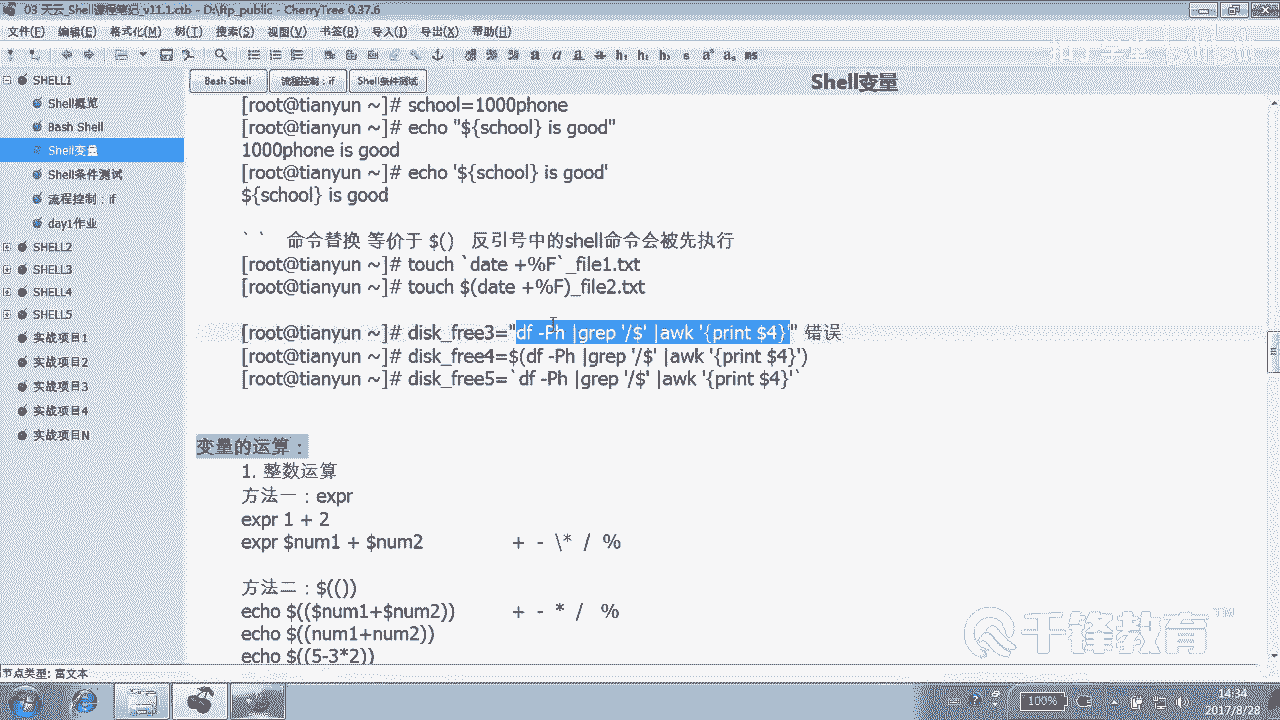 03 天云_Shell课程笔记_v11.1.ctb - D:\ftp_public - CherryTree 0.37.6
文件(F) 编辑(E) 格式化(M) 树(T) 搜索(S) 视图(V) 书签(B) 导入(I) 导出(X) 帮助(H)
SHELL1
Shell概览
Bash Shell
Shell变量
Shell条件测试
流程控制：if
day1作业
SHELL2
SHELL3
SHELL4
SHELL5
实战项目1
实战项目2
实战项目3
实战项目4
实战项目N
Bash Shell 流程控制：if Shell条件测试
Shell变量
[root@tianyun ~]# school=1000phone
[root@tianyun ~]# echo "${school} is good"
1000phone is good
[root@tianyun ~]# echo '${school} is good'
${school} is good
` ` 命令替换 等价于 $() 反引号中的shell命令会被先执行
[root@tianyun ~]# touch `date +%F`_file1.txt
[root@tianyun ~]# touch $(date +%F)_file2.txt
[root@tianyun ~]# disk_free3="df -Ph |grep '/$' |awk '{print $4}'" 错误
[root@tianyun ~]# disk_free4=$(df -Ph |grep '/$' |awk '{print $4}')
[root@tianyun ~]# disk_free5=`df -Ph |grep '/$' |awk '{print $4}'`
变量的运算：
1. 整数运算
方法一：expr
expr 1 + 2
expr $num1 + $num2 + - \* / %
方法二：$(())
echo $(($num1+$num2)) + - * / %
echo $((num1+num2))
echo $((5-3*2))
千锋教育 TM
节点类型: 富文本
100%
14:34
2017/8/28